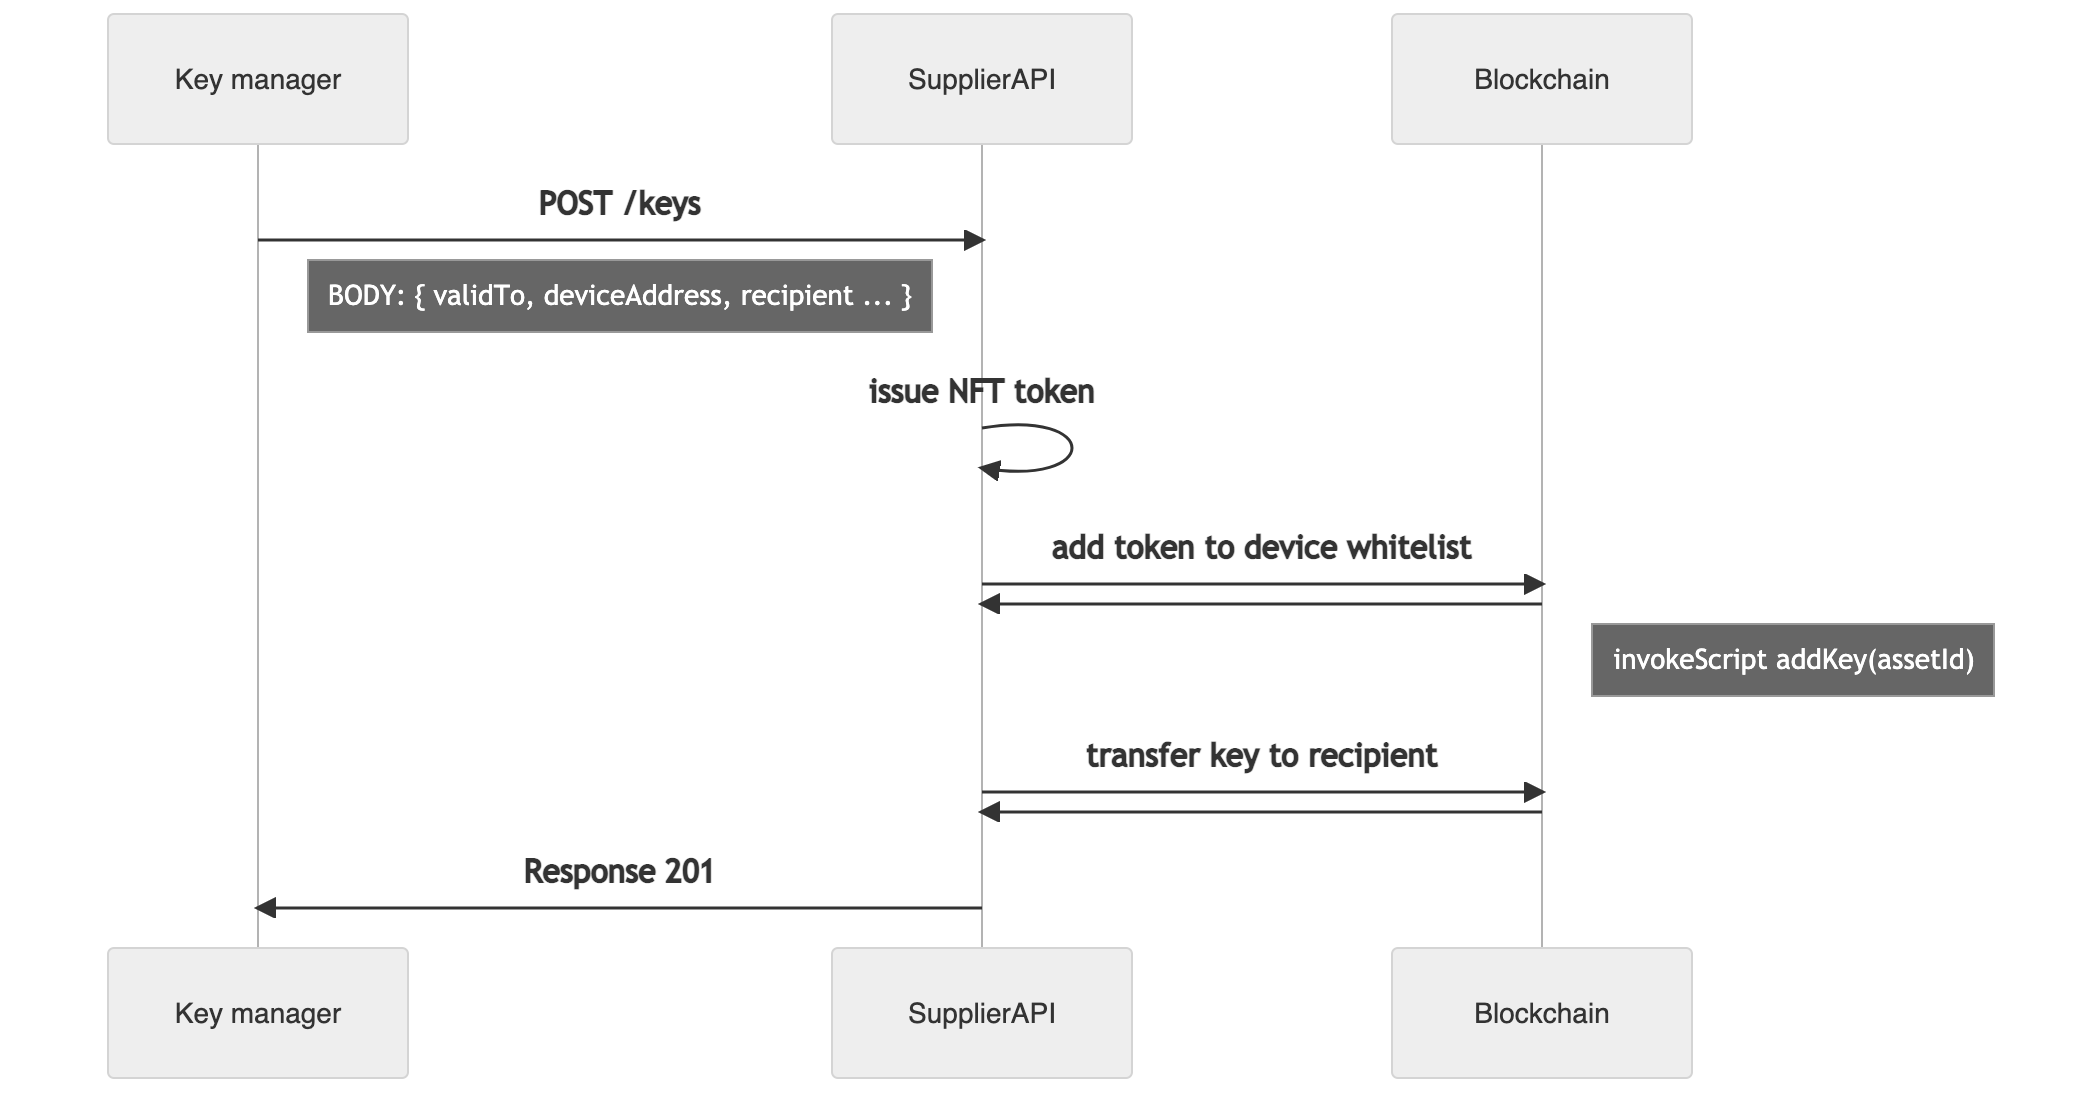 Key manager
SupplierAPI
Blockchain
POST /keys
BODY: { validTo, deviceAddress, recipient ... }
issue NFT token
add token to device whitelist
invokeScript addKey(assetId)
transfer key to recipient
Response 201
Key manager
SupplierAPI
Blockchain